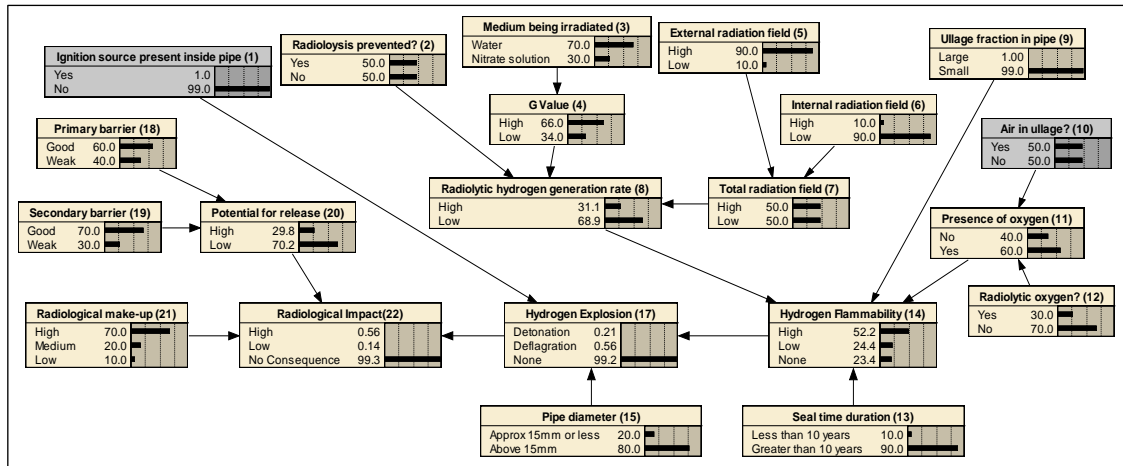 Ignition source present inside pipe (1)
Yes 1.0
No 99.0
Radioloysis prevented? (2)
Yes 50.0
No 50.0
Medium being irradiated (3)
Water 70.0
Nitrate solution 30.0
External radiation field (5)
High 90.0
Low 10.0
Ullage fraction in pipe (9)
Large 1.00
Small 99.0
G Value (4)
High 66.0
Low 34.0
Internal radiation field (6)
High 10.0
Low 90.0
Air in ullage? (10)
Yes 50.0
No 50.0
Primary barrier (18)
Good 60.0
Weak 40.0
Secondary barrier (19)
Good 70.0
Weak 30.0
Potential for release (20)
High 29.8
Low 70.2
Radiolytic hydrogen generation rate (8)
High 31.1
Low 68.9
Total radiation field (7)
High 50.0
Low 50.0
Presence of oxygen (11)
No 40.0
Yes 60.0
Radiolytic oxygen? (12)
Yes 30.0
No 70.0
Radiological make-up (21)
High 70.0
Medium 20.0
Low 10.0
Radiological Impact(22)
High 0.56
Low 0.14
No Consequence 99.3
Hydrogen Explosion (17)
Detonation 0.21
Deflagration 0.56
None 99.2
Hydrogen Flammability (14)
High 52.2
Low 24.4
None 23.4
Pipe diameter (15)
Approx 15mm or less 20.0
Above 15mm 80.0
Seal time duration (13)
Less than 10 years 10.0
Greater than 10 years 90.0